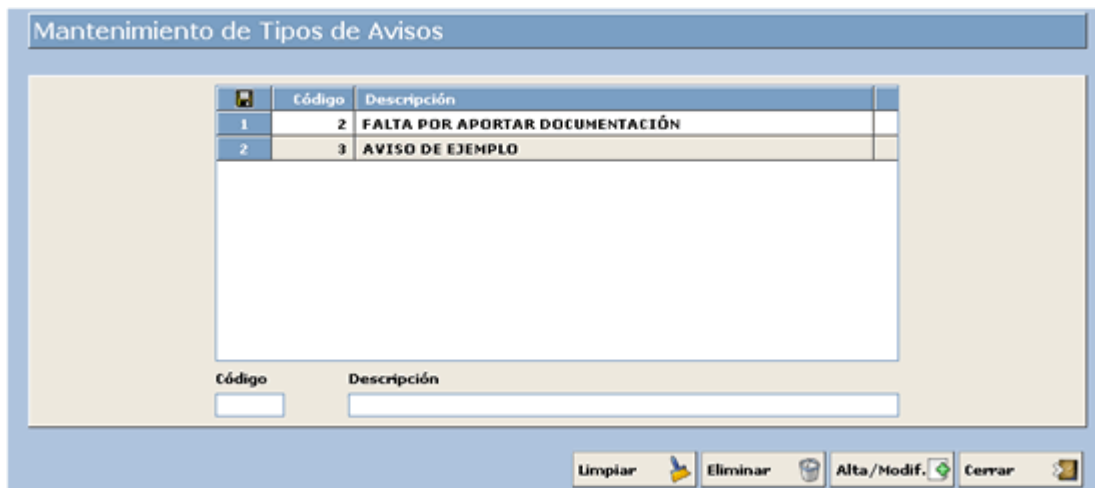 Mantenimiento de Tipos de Avisos
Código Descripción
1 2 FALTA POR APORTAR DOCUMENTACIÓN
2 3 AVISO DE EJEMPLO
Código Descripción
Limpiar Eliminar Alta/Modif. Cerrar